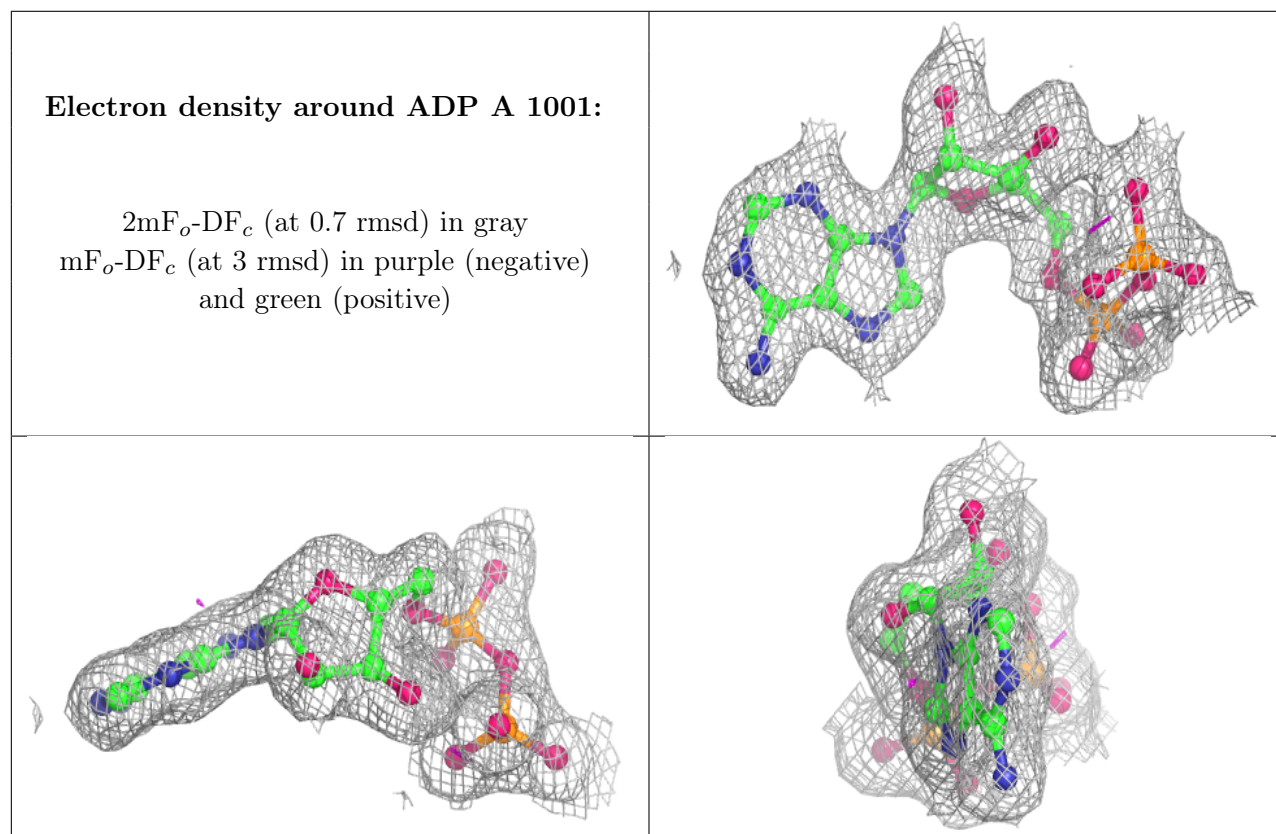 Electron density around ADP A 1001:
2mFo-DFc (at 0.7 rmsd) in gray
mFo-DFc (at 3 rmsd) in purple (negative)
and green (positive)